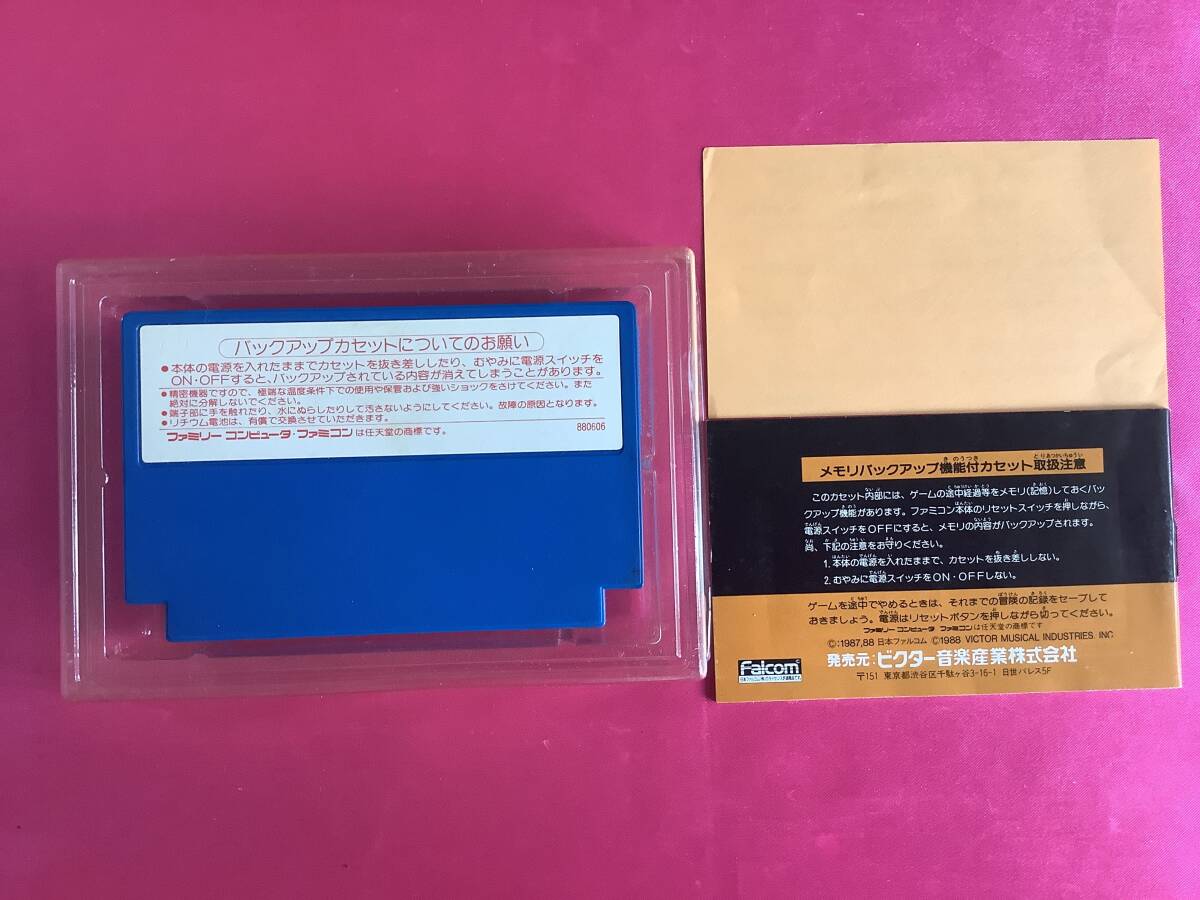 バックアップカセットについてのお願い
●本体の電源を入れたままでカセットを抜き差ししたり、むやみに電源スイッチを
ON・OFFすると、バックアップされている内容が消えてしまうことがあります。
●精密機器ですので、極端な温度条件下での使用や保管および強いショックをさけてください。また
絶対に分解しないでください。
●端子部に手を触れたり、水にぬらしたりして汚さないようにしてください。故障の原因となります。
●リチウム電池は、有償で交換させていただきます。
ファミリー コンピュータ・ファミコンは任天堂の商標です。
880606
メモリバックアップ機能付カセット取扱注意
このカセット内部には、ゲームの途中経過等をメモリ(記憶)しておくバッ
クアップ機能があります。ファミコン本体のリセットスイッチを押しながら、
電源スイッチをOFFにすると、メモリの内容がバックアップされます。
尚、下記の注意をお守りください。
1. 本体の電源を入れたままで、カセットを抜き差ししない。
2. むやみに電源スイッチをON・OFFしない。
ゲームを途中でやめるときは、それまでの冒険の記録をセーブして
おきましょう。電源はリセットボタンを押しながら切ってください。
ファミリー コンピュータ ファミコンは任天堂の商標です
©1987,88 日本ファルコム ©1988 VICTOR MUSICAL INDUSTRIES. INC
発売元:ビクター音楽産業株式会社
〒151 東京都渋谷区千駄ヶ谷3-16-1 日世パレス5F
Falcom